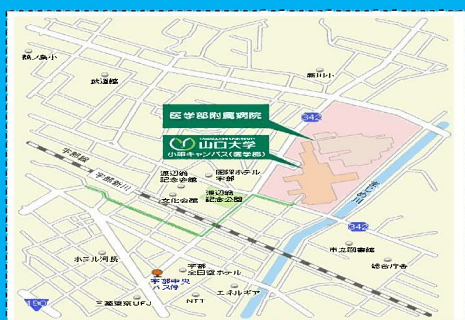 鵜ノ島小
武道館
新川小
342
医学部附属病院
山口大学
小串キャンパス(医学部)
宇部線
宇部新川
渡辺翁
記念会館
国際ホテル
宇部
文化会館
渡辺翁
記念公園
342
市立図書館
ホテル河長
宇部
全日空ホテル
総合庁舎
宇部中央
バス停
エネルギア
190
三菱東京UFJ
NTT